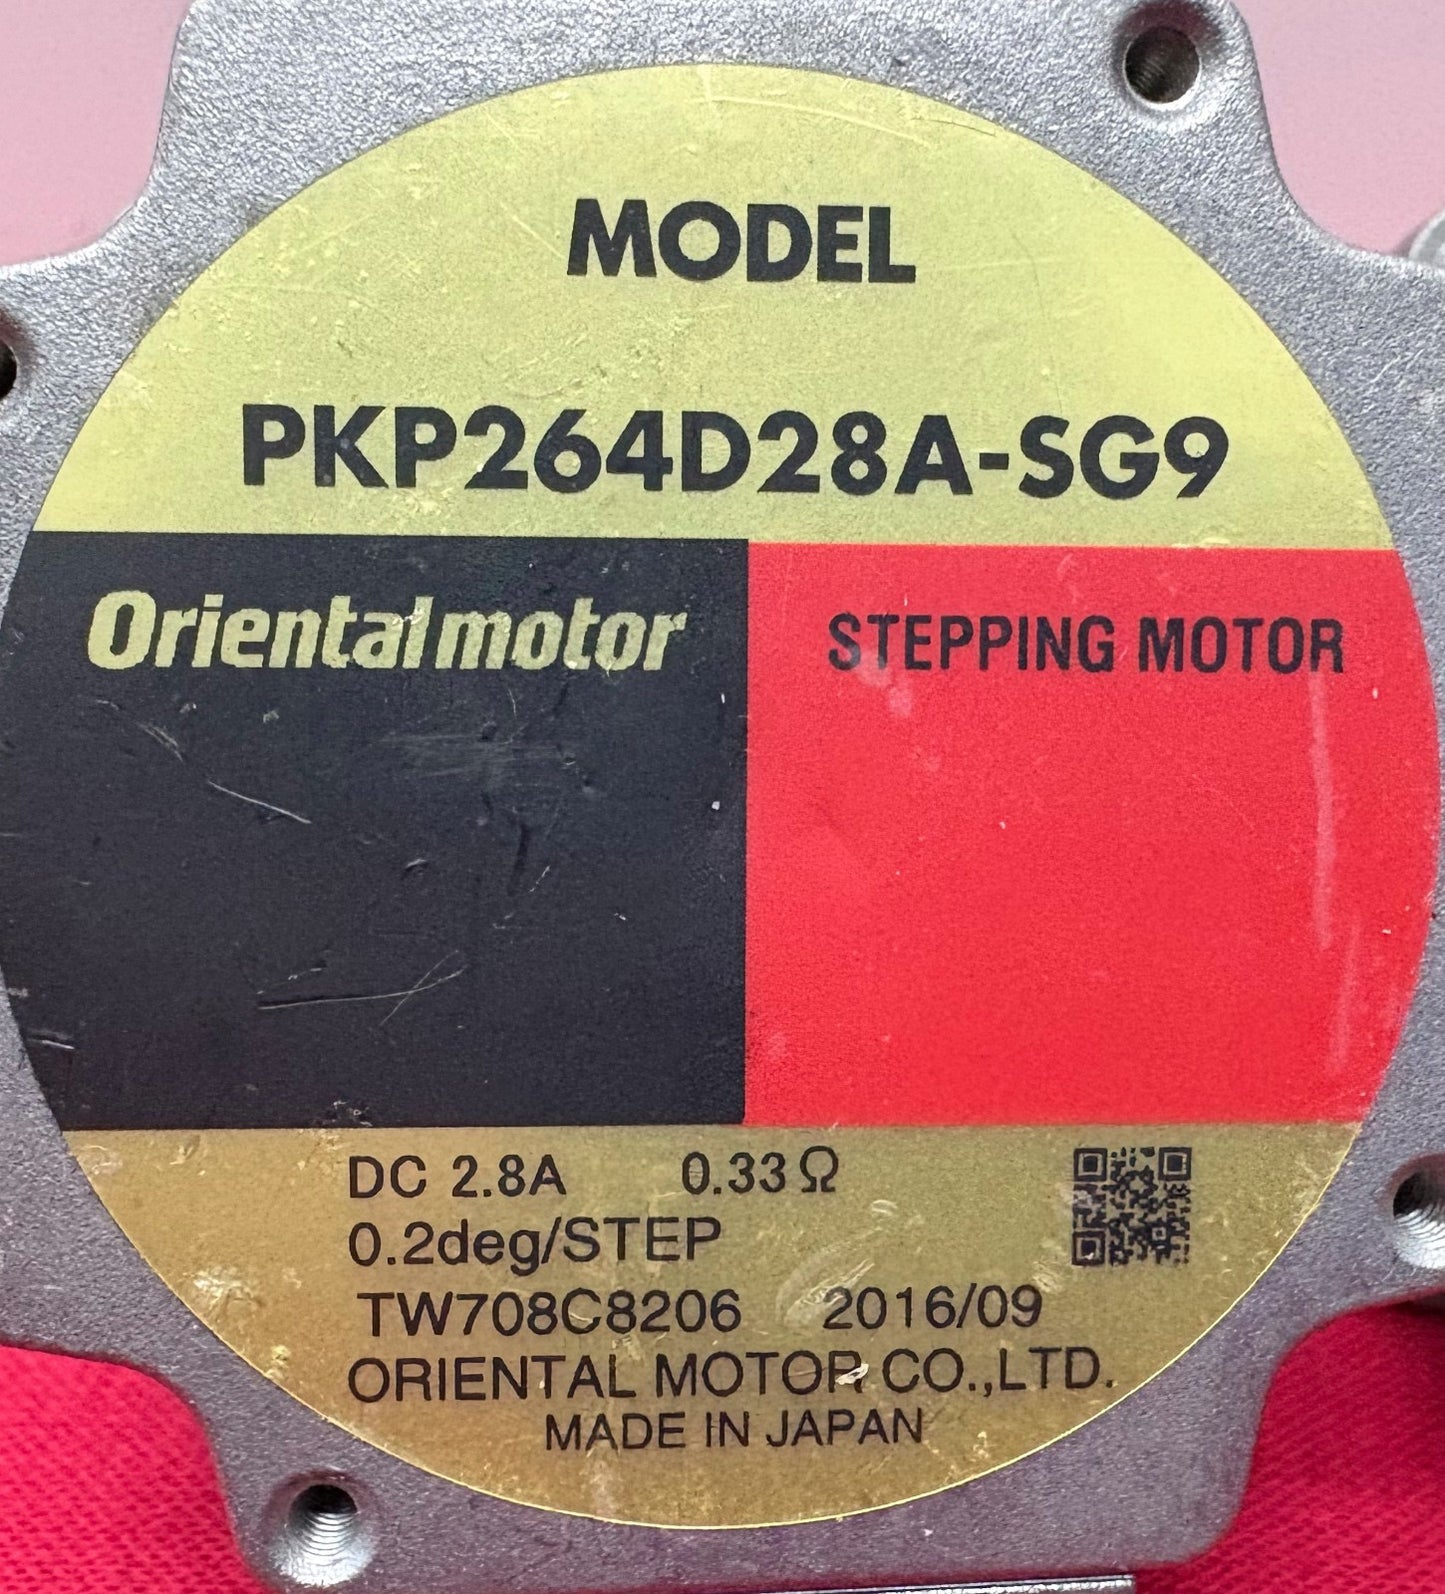 MODEL
PKP264D28A-SG9
Orientalmotor
STEPPING MOTOR
DC 2.8A 0.33Ω
0.2deg/STEP
TW708C8206 2016/09
ORIENTAL MOTOR CO.,LTD.
MADE IN JAPAN